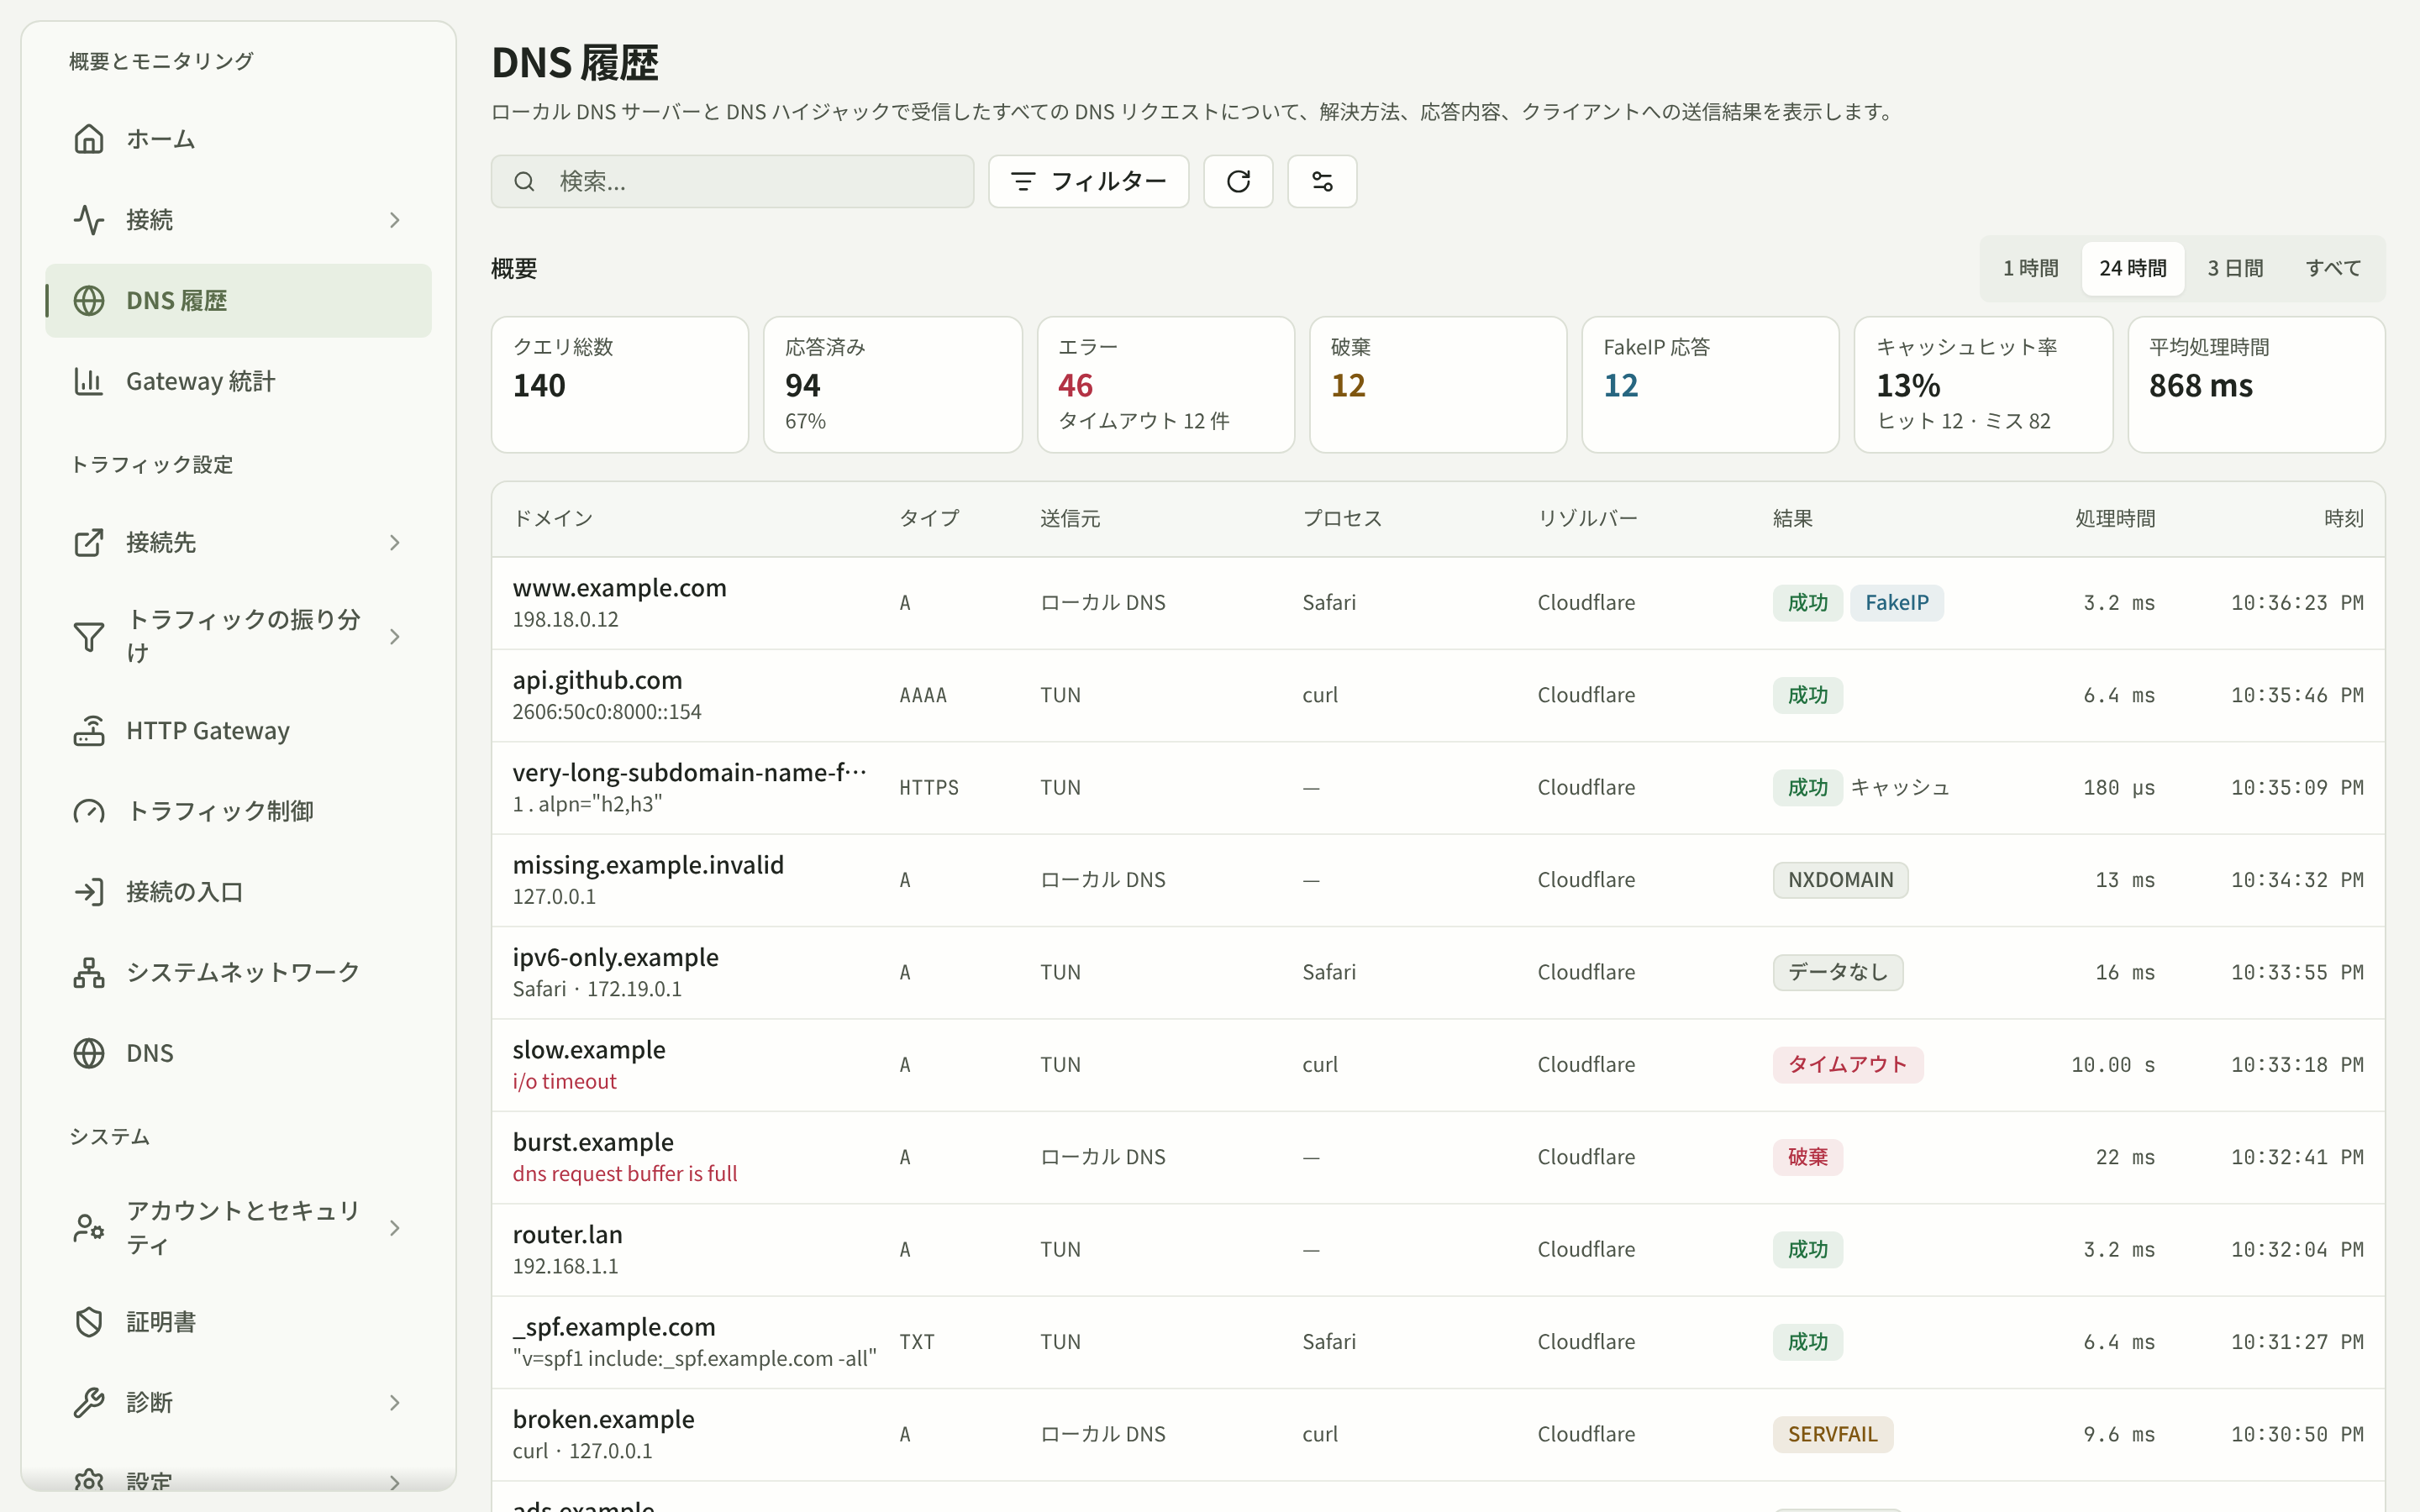 概要とモニタリング
ホーム
接続
DNS 履歴
Gateway 統計
トラフィック設定
接続先
トラフィックの振り分
け
HTTP Gateway
トラフィック制御
接続の入口
システムネットワーク
DNS
システム
アカウントとセキュリ
ティ
証明書
診断
設定
DNS 履歴
ローカル DNS サーバーと DNS ハイジャックで受信したすべての DNS リクエストについて、解決方法、応答内容、クライアントへの送信結果を表示します。
検索...
フィルター
概要
1 時間 24 時間 3 日間 すべて
クエリ総数
140
応答済み
94
67%
エラー
46
タイムアウト 12 件
破棄
12
FakeIP 応答
12
キャッシュヒット率
13%
ヒット 12 · ミス 82
平均処理時間
868 ms
ドメイン タイプ 送信元 プロセス リゾルバー 結果 処理時間 時刻
www.example.com
198.18.0.12
A ローカル DNS Safari Cloudflare 成功 FakeIP 3.2 ms 10:36:23 PM
api.github.com
2606:50c0:8000::154
AAAA TUN curl Cloudflare 成功 6.4 ms 10:35:46 PM
very-long-subdomain-name-f…
1 . alpn="h2,h3"
HTTPS TUN — Cloudflare 成功 キャッシュ 180 µs 10:35:09 PM
missing.example.invalid
127.0.0.1
A ローカル DNS — Cloudflare NXDOMAIN 13 ms 10:34:32 PM
ipv6-only.example
Safari · 172.19.0.1
A TUN Safari Cloudflare データなし 16 ms 10:33:55 PM
slow.example
i/o timeout
A TUN curl Cloudflare タイムアウト 10.00 s 10:33:18 PM
burst.example
dns request buffer is full
A ローカル DNS — Cloudflare 破棄 22 ms 10:32:41 PM
router.lan
192.168.1.1
A TUN — Cloudflare 成功 3.2 ms 10:32:04 PM
_spf.example.com
"v=spf1 include:_spf.example.com -all"
TXT TUN Safari Cloudflare 成功 6.4 ms 10:31:27 PM
broken.example
curl · 127.0.0.1
A ローカル DNS curl Cloudflare SERVFAIL 9.6 ms 10:30:50 PM
ads.example